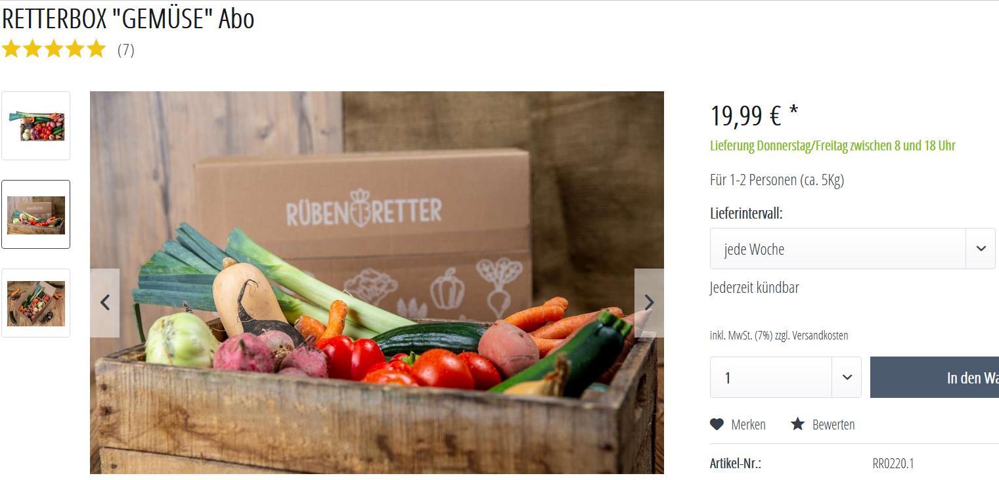 RETTERBOX "GEMÜSE" Abo
(7)
RÜBEN RETTER
19,99 € *
Lieferung Donnerstag/Freitag zwischen 8 und 18 Uhr
Für 1-2 Personen (ca. 5Kg)
Lieferintervall:
jede Woche
Jederzeit kündbar
inkl. MwSt. (7%) zzgl. Versandkosten
1
In den Wa
Merken
Bewerten
Artikel-Nr.:
RR0220.1